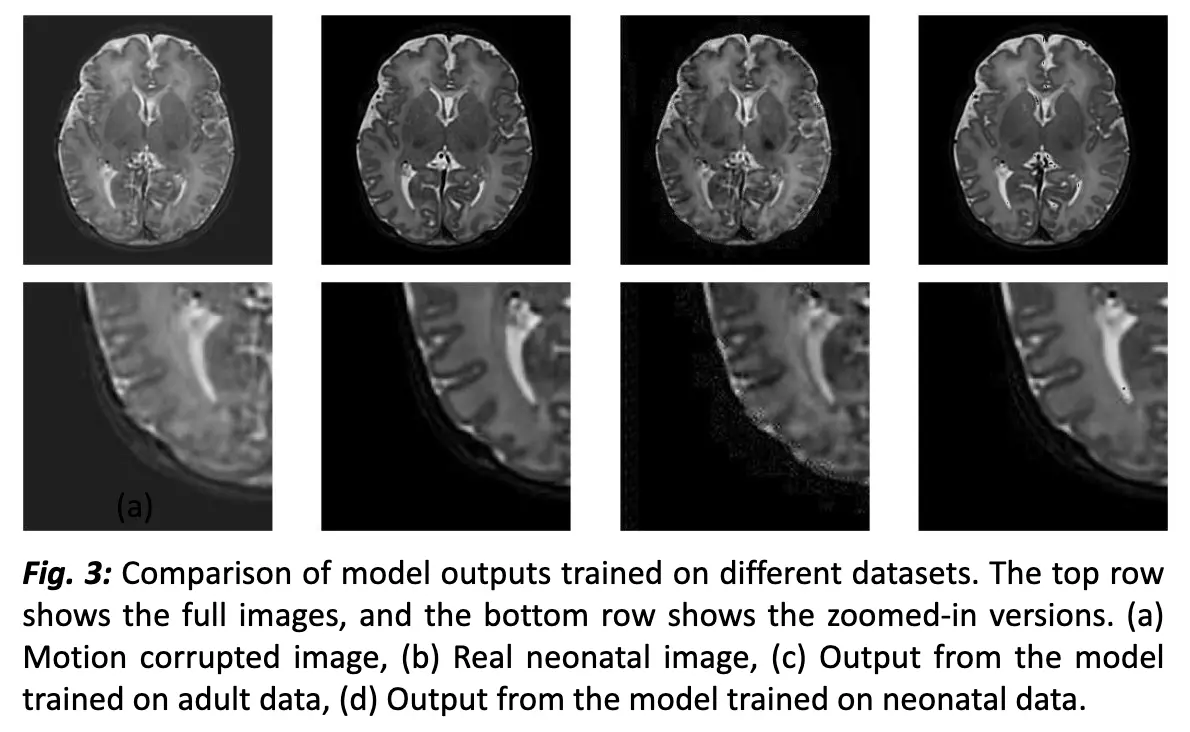 (a)
Fig. 3: Comparison of model outputs trained on different datasets. The top row
shows the full images, and the bottom row shows the zoomed-in versions. (a)
Motion corrupted image, (b) Real neonatal image, (c) Output from the model
trained on adult data, (d) Output from the model trained on neonatal data.